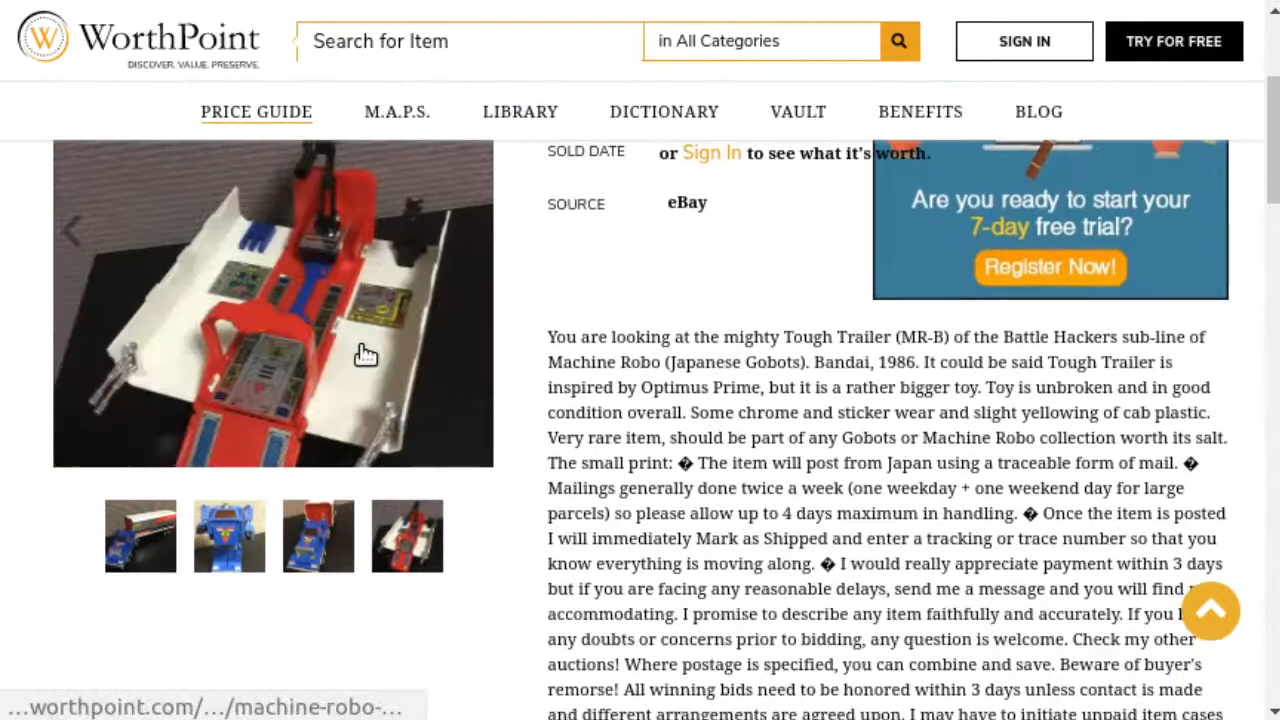 WorthPoint
DISCOVER. VALUE. PRESERVE.
Search for Item
in All Categories
SIGN IN
TRY FOR FREE
PRICE GUIDE
M.A.P.S.
LIBRARY
DICTIONARY
VAULT
BENEFITS
BLOG
SOLD DATE
or Sign In to see what it's worth.
SOURCE
eBay
Are you ready to start your
7-day free trial?
Register Now!
You are looking at the mighty Tough Trailer (MR-B) of the Battle Hackers sub-line of
Machine Robo (Japanese Gobots). Bandai, 1986. It could be said Tough Trailer is
inspired by Optimus Prime, but it is a rather bigger toy. Toy is unbroken and in good
condition overall. Some chrome and sticker wear and slight yellowing of cab plastic.
Very rare item, should be part of any Gobots or Machine Robo collection worth its salt.
The small print: � The item will post from Japan using a traceable form of mail. �
Mailings generally done twice a week (one weekday + one weekend day for large
parcels) so please allow up to 4 days maximum in handling. � Once the item is posted
I will immediately Mark as Shipped and enter a tracking or trace number so that you
know everything is moving along. � I would really appreciate payment within 3 days
but if you are facing any reasonable delays, send me a message and you will find
accommodating. I promise to describe any item faithfully and accurately. If you
any doubts or concerns prior to bidding, any question is welcome. Check my other
auctions! Where postage is specified, you can combine and save. Beware of buyer's
remorse! All winning bids need to be honored within 3 days unless contact is made
and different arrangements are agreed upon. I may have to initiate unpaid item cases
...worthpoint.com/.../machine-robo-...